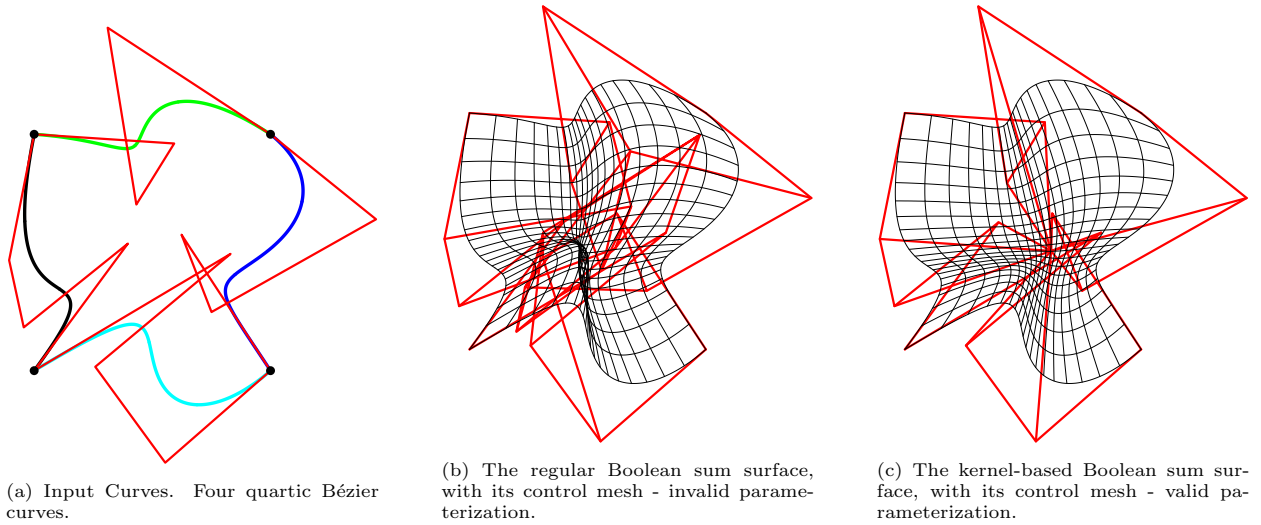 (a) Input Curves. Four quartic Bézier
curves.
(b) The regular Boolean sum surface,
with its control mesh - invalid parame-
terization.
(c) The kernel-based Boolean sum sur-
face, with its control mesh - valid pa-
rameterization.